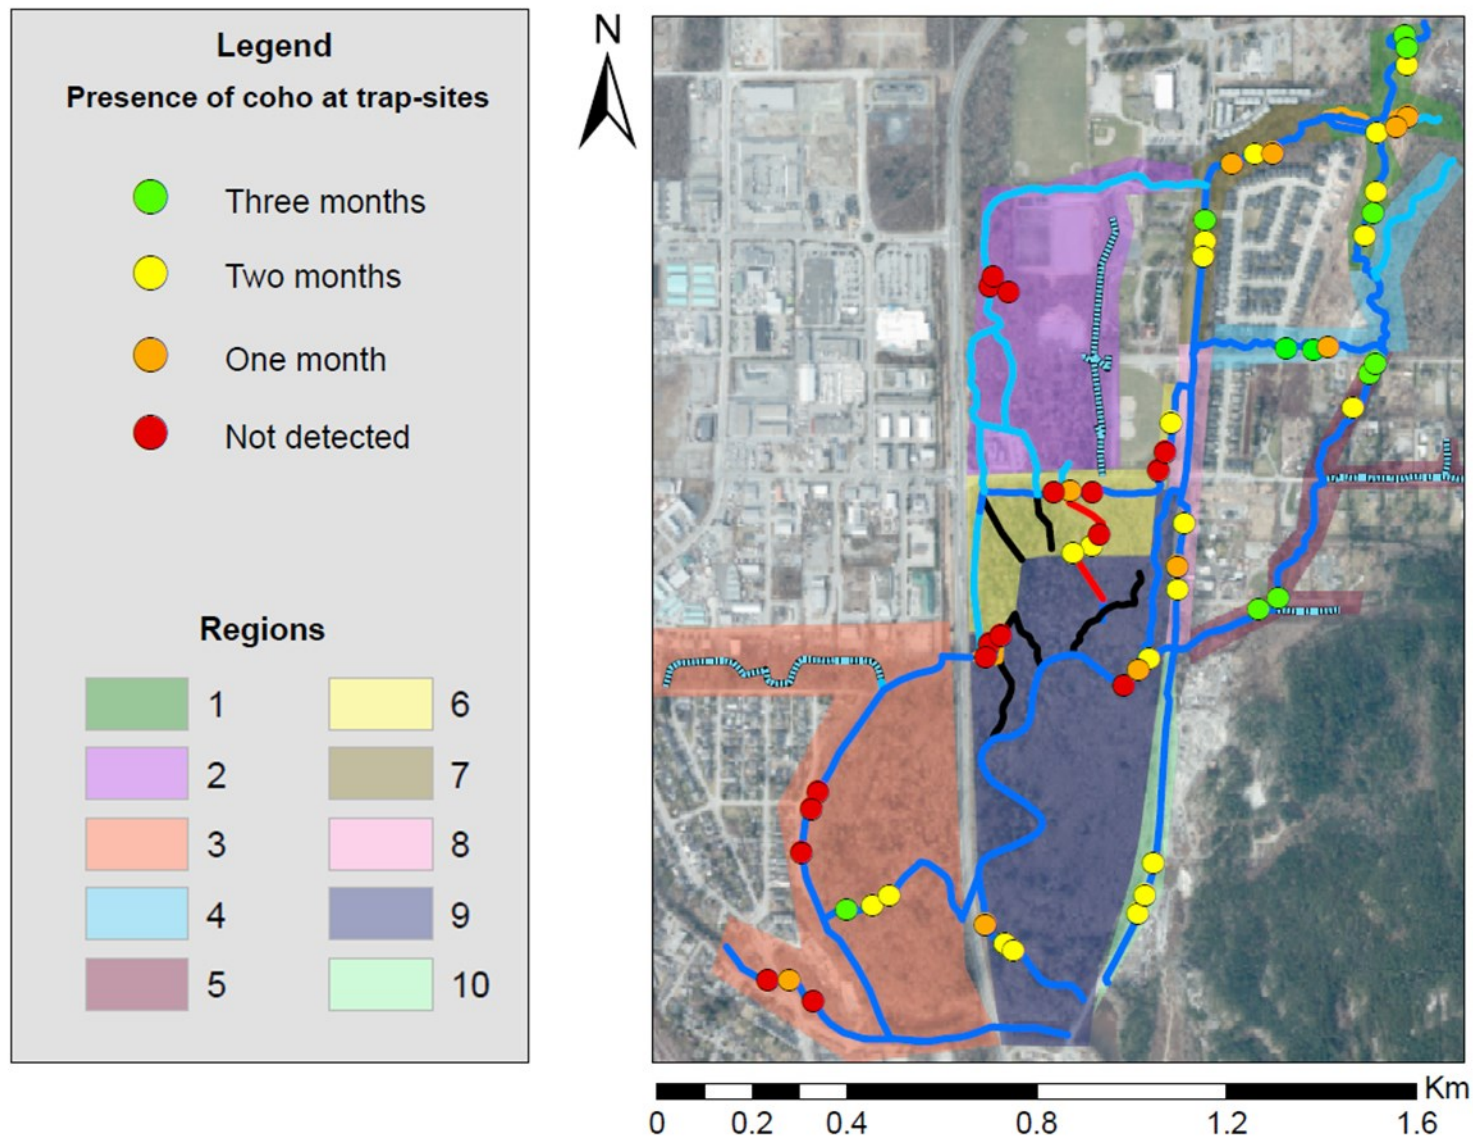 Legend
Presence of coho at trap-sites
Three months
Two months
One month
Not detected
Regions
1 6
2 7
3 8
4 9
5 10
N
Km
0 0.2 0.4 0.8 1.2 1.6